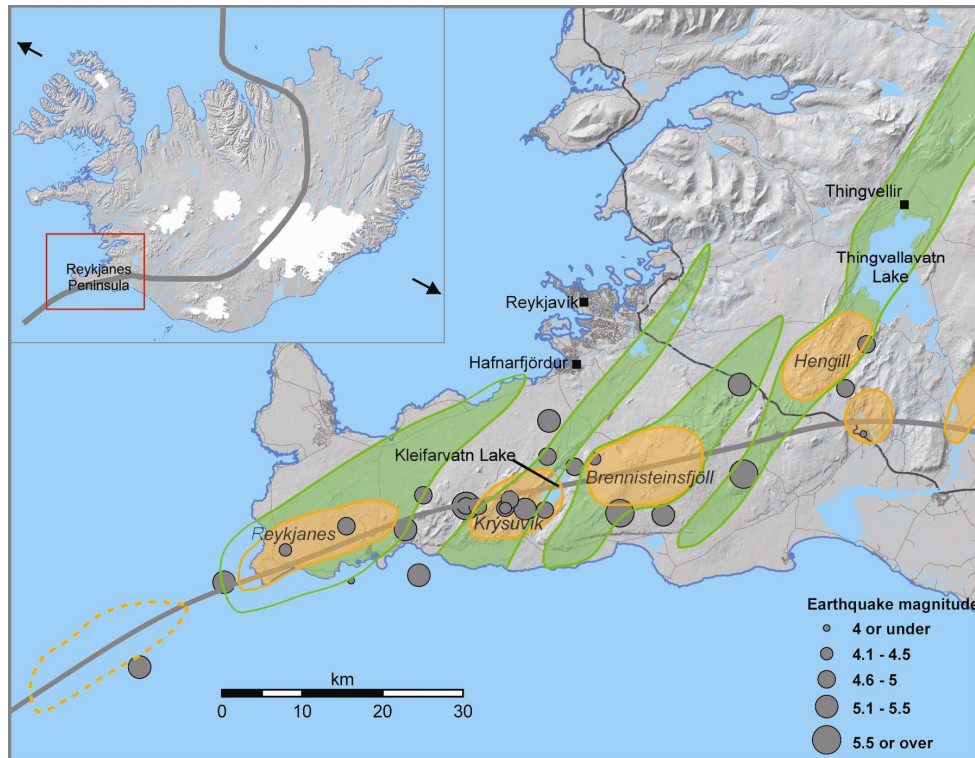 Reykjanes
Peninsula
Thingvellir
Thingvallavatn
Lake
Reykjavík
Hengill
Hafnarfjördur
Kleifarvatn Lake
Brennisteinsfjöll
Krýsuvík
Reykjanes
Earthquake magnitude
4 or under
4.1 - 4.5
4.6 - 5
5.1 - 5.5
5.5 or over
km
0 10 20 30